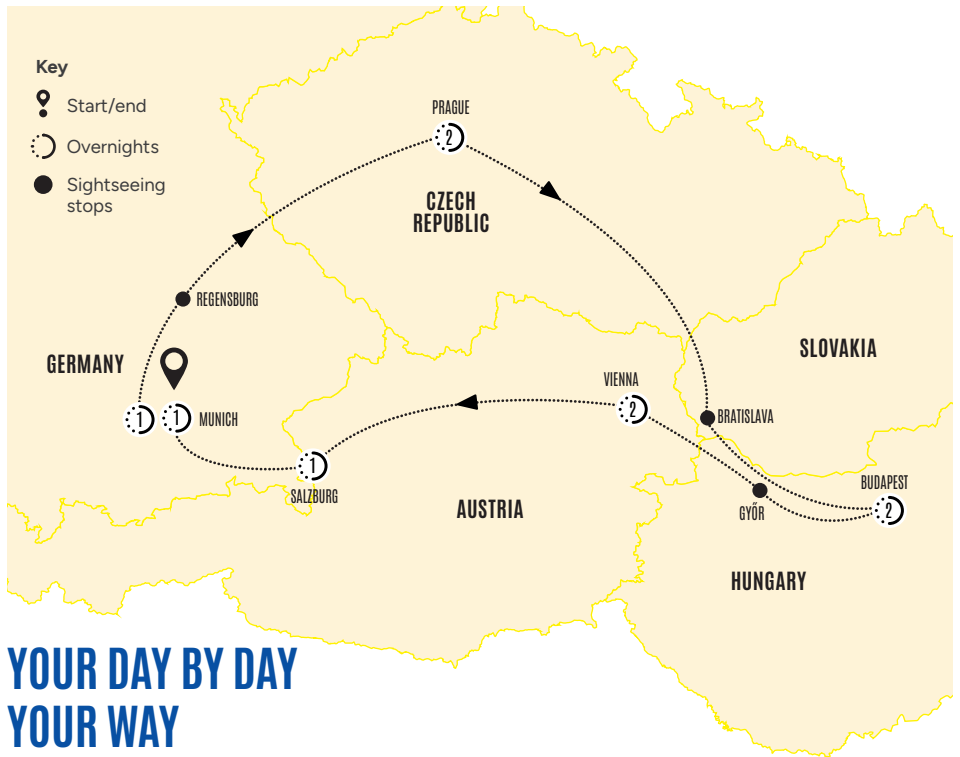 Key
Start/end
Overnights
Sightseeing
stops
PRAGUE
2
CZECH
REPUBLIC
REGENSBURG
GERMANY
SLOVAKIA
VIENNA
2
1
1
MUNICH
BRATISLAVA
1
SALZBURG
BUDAPEST
2
GYŐR
AUSTRIA
HUNGARY
YOUR DAY BY DAY
YOUR WAY